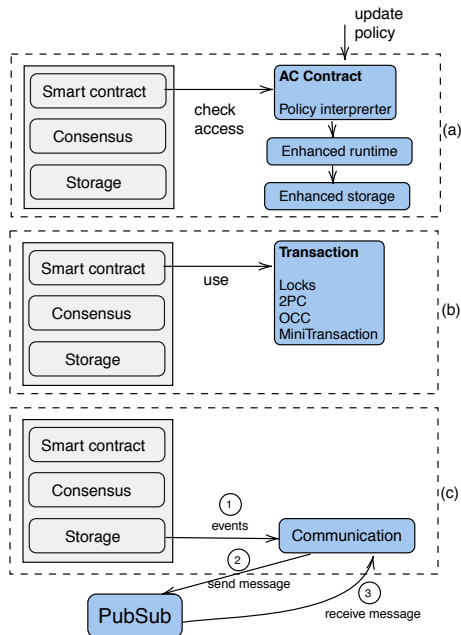 update
policy
Smart contract
Consensus
Storage
check
access
AC Contract
Policy interprerter
Enhanced runtime
Enhanced storage
(a)
Smart contract
Consensus
Storage
use
Transaction
Locks
2PC
OCC
MiniTransaction
(b)
Smart contract
Consensus
Storage
1
events
Communication
(c)
2
send message
3
receive message
PubSub